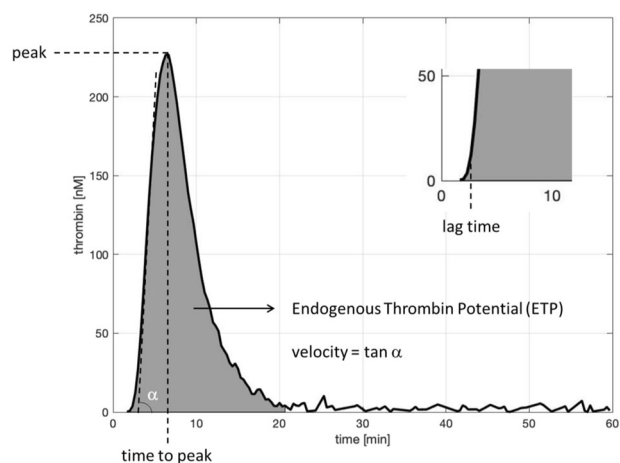 peak
250
200
150
100
50
0
thrombin [nM]
50
0
0 10
lag time
Endogenous Thrombin Potential (ETP)
velocity = tan α
α
0 10 20 30 40 50 60
time [min]
time to peak